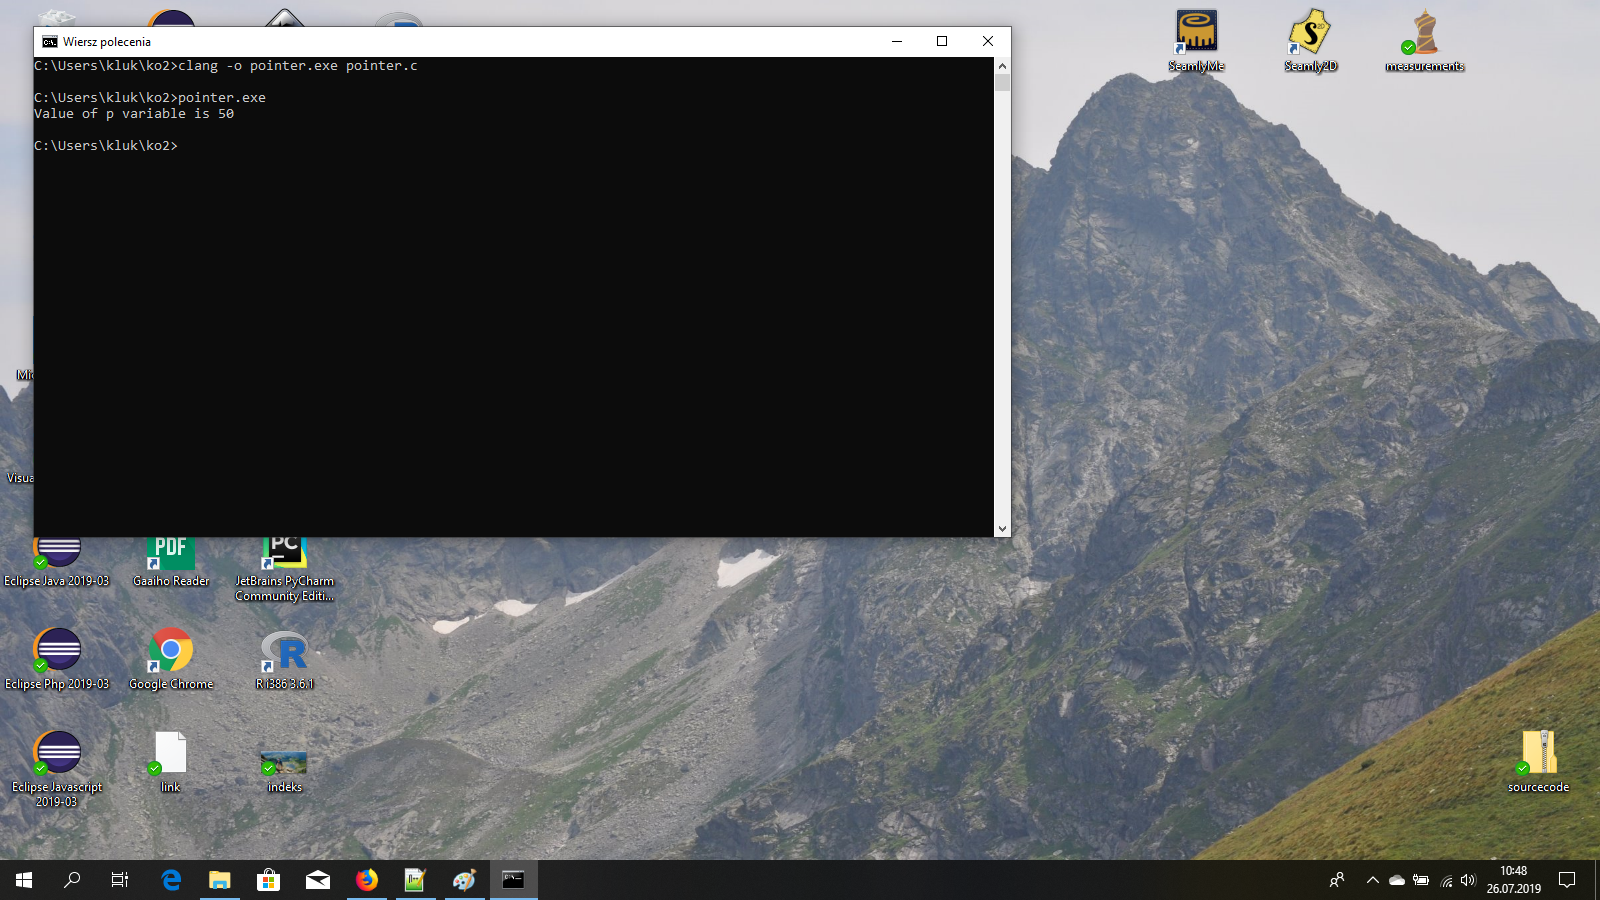 Wiersz polecenia
C:\Users\kluk\ko2>clang -o pointer.exe pointer.c
C:\Users\kluk\ko2>pointer.exe
Value of p variable is 50
C:\Users\kluk\ko2>
SeamlyMe
Seamly2D
measurements
PDF
PC
Eclipse Java 2019-03
Gaaiho Reader
JetBrains PyCharm
Community Editi...
Eclipse Php 2019-03
Google Chrome
R i386 3.6.1
Eclipse Javascript
2019-03
link
indeks
sourcecode
10:48
26.07.2019